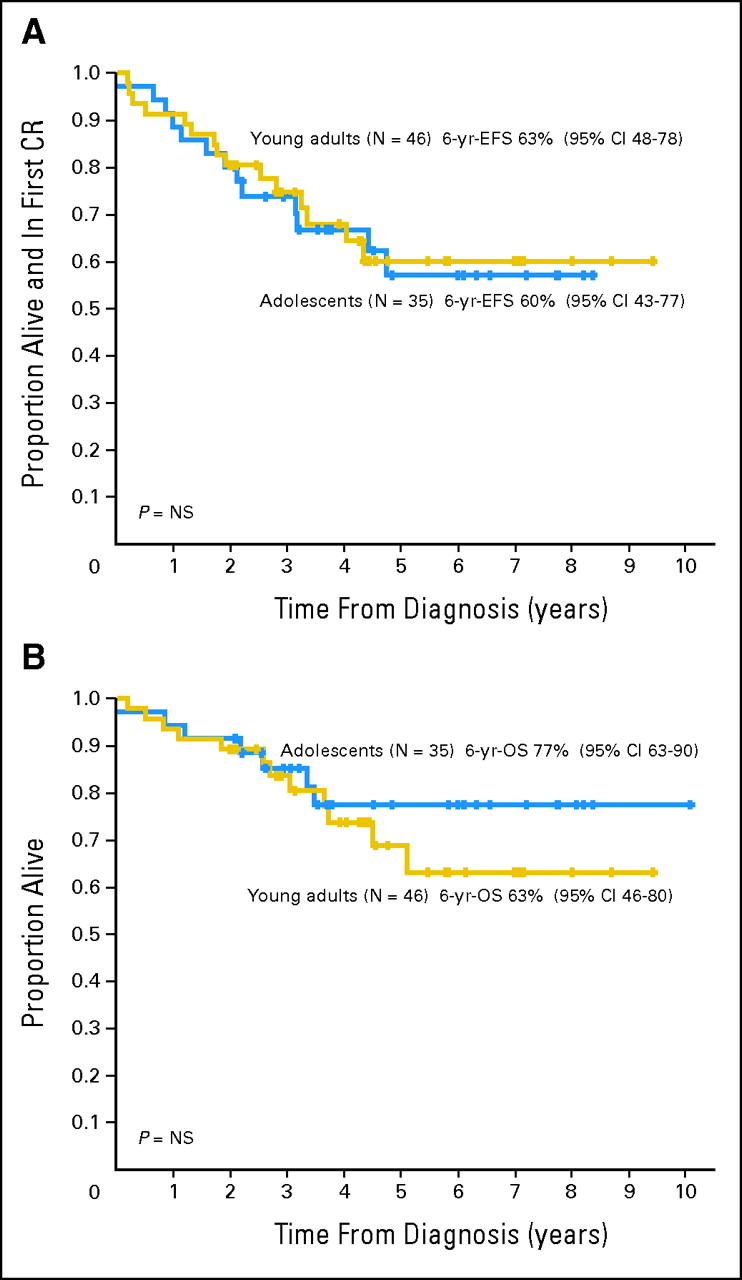 A
Proportion Alive and In First CR
1.0
0.9
0.8
0.7
0.6
0.5
0.4
0.3
0.2
0.1
0
Young adults (N = 46) 6-yr-EFS 63% (95% CI 48-78)
Adolescents (N = 35) 6-yr-EFS 60% (95% CI 43-77)
P = NS
1 2 3 4 5 6 7 8 9 10
Time From Diagnosis (years)
B
Proportion Alive
1.0
0.9
0.8
0.7
0.6
0.5
0.4
0.3
0.2
0.1
0
Adolescents (N = 35) 6-yr-OS 77% (95% CI 63-90)
Young adults (N = 46) 6-yr-OS 63% (95% CI 46-80)
P = NS
1 2 3 4 5 6 7 8 9 10
Time From Diagnosis (years)